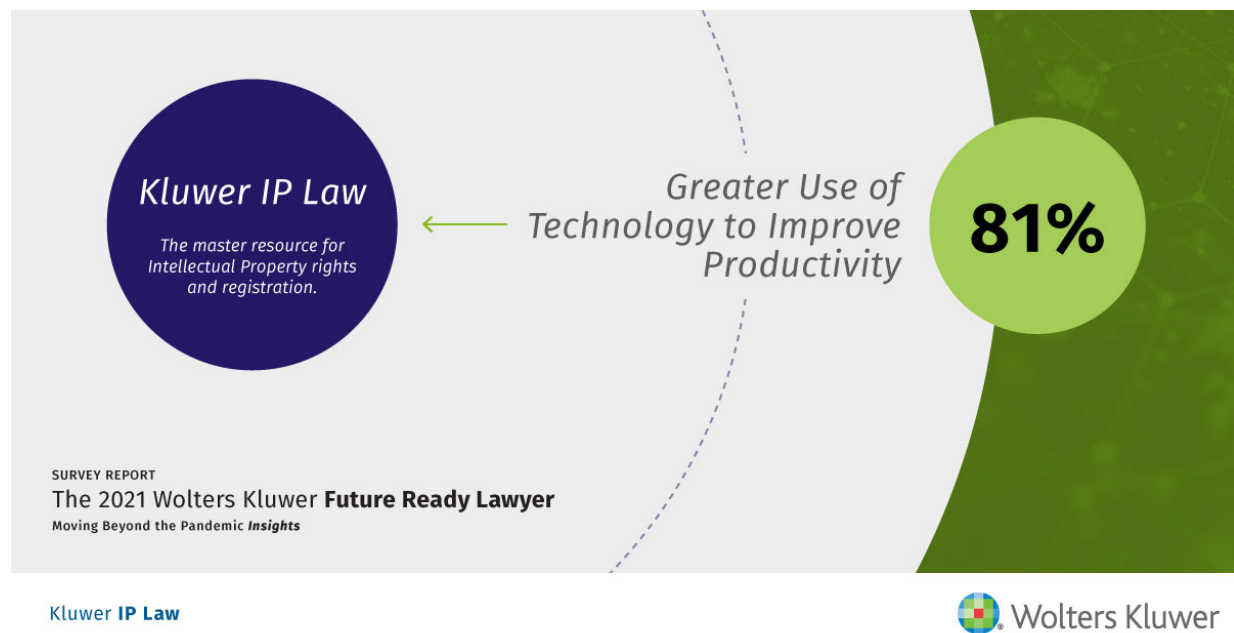 Kluwer IP Law
The master resource for
Intellectual Property rights
and registration.
Greater Use of
Technology to Improve
Productivity
81%
SURVEY REPORT
The 2021 Wolters Kluwer Future Ready Lawyer
Moving Beyond the Pandemic Insights
Kluwer IP Law
Wolters Kluwer